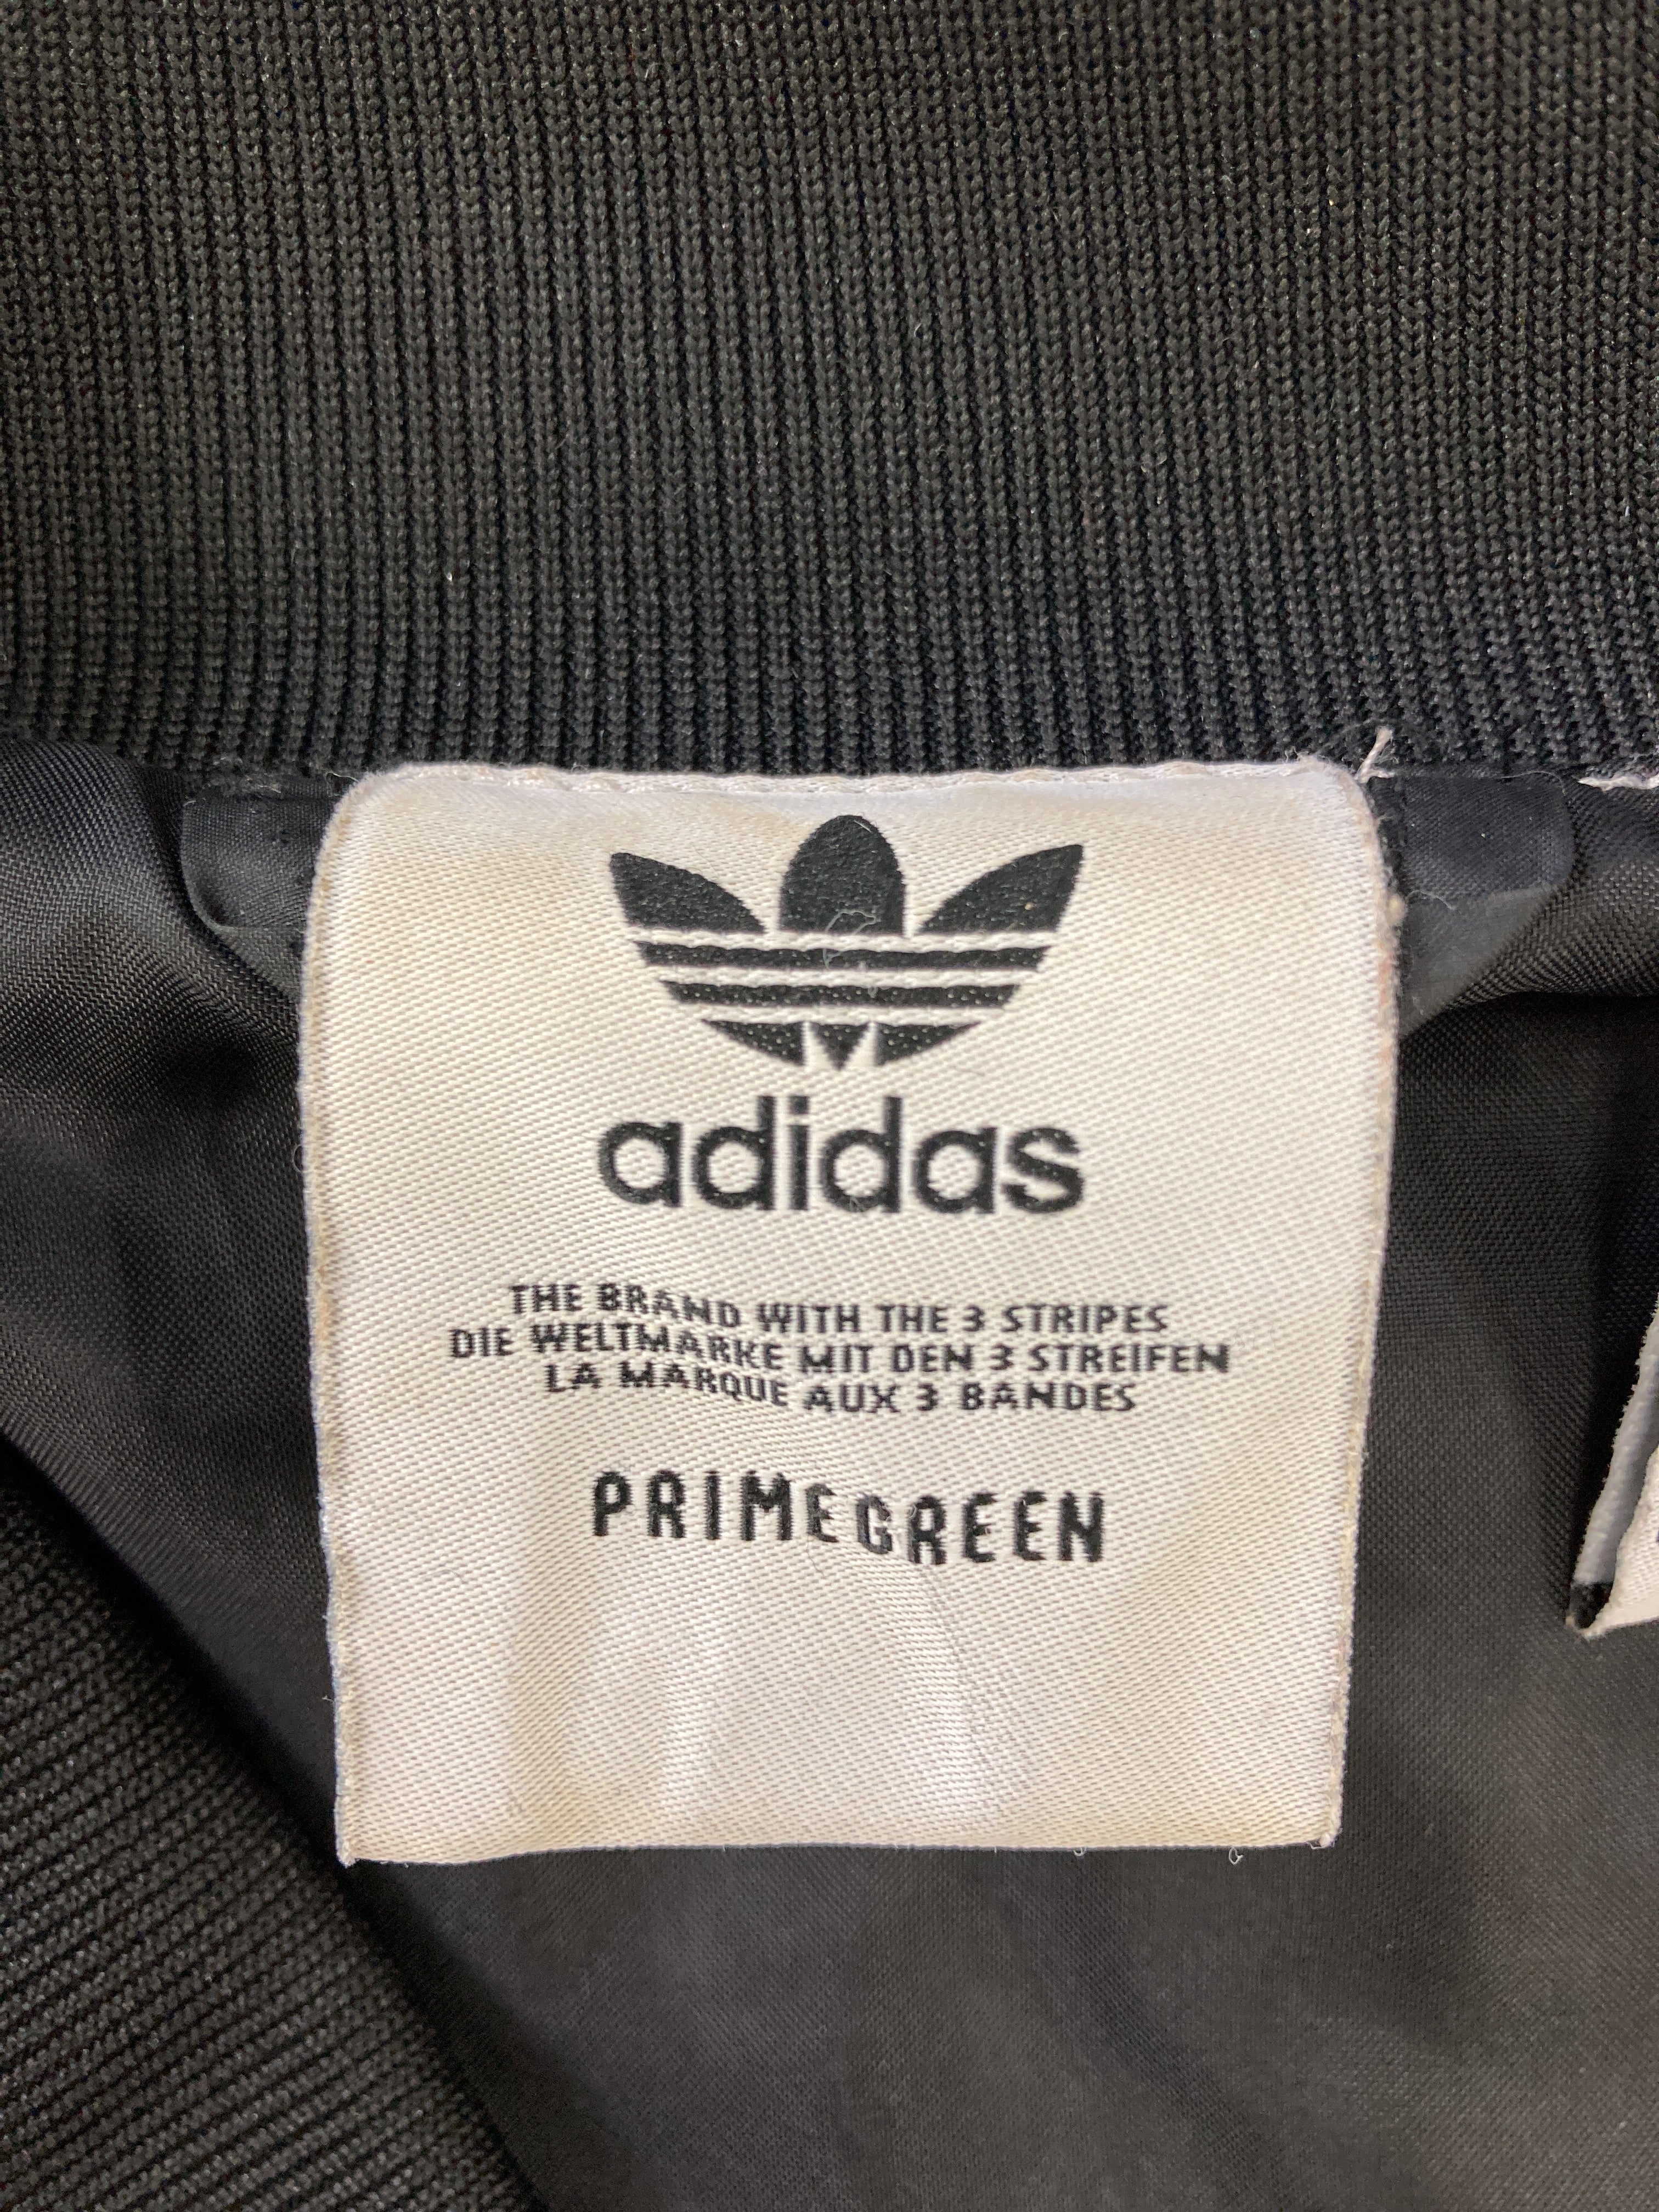 adidas
THE BRAND WITH THE 3 STRIPES
DIE WELTMARKE MIT DEN 3 STREIFEN
LA MARQUE AUX 3 BANDES
PRIMEGREEN